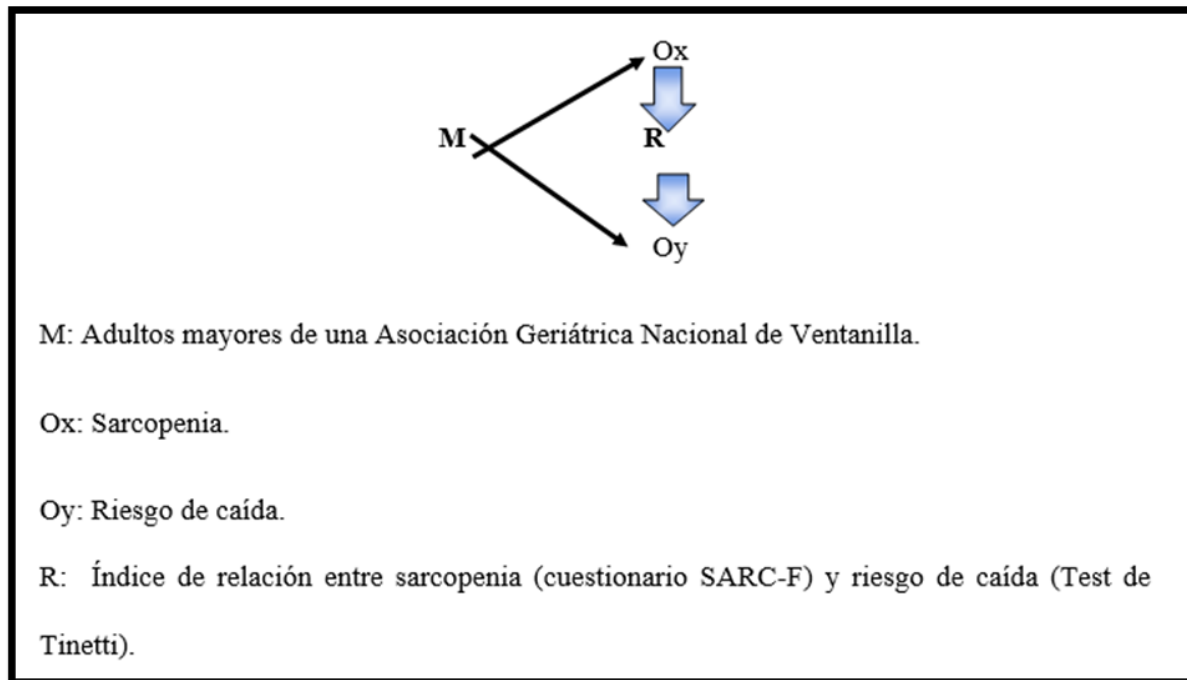 Ox
M
R
Oy
M: Adultos mayores de una Asociación Geriátrica Nacional de Ventanilla.
Ox: Sarcopenia.
Oy: Riesgo de caída.
R: Índice de relación entre sarcopenia (cuestionario SARC-F) y riesgo de caída (Test de
Tinetti).